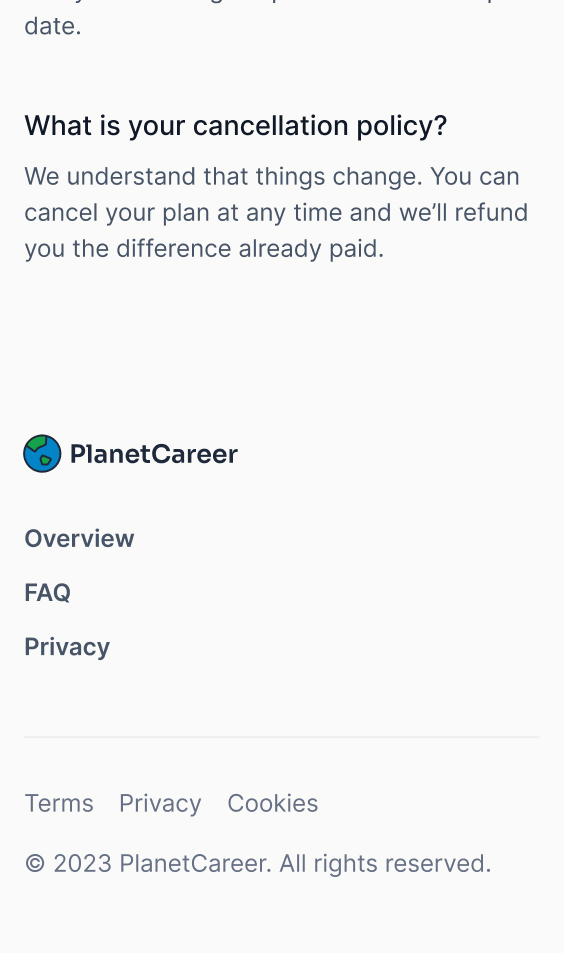 date.
What is your cancellation policy?
We understand that things change. You can
cancel your plan at any time and we’ll refund
you the difference already paid.
PlanetCareer
Overview
FAQ
Privacy
Terms Privacy Cookies
© 2023 PlanetCareer. All rights reserved.